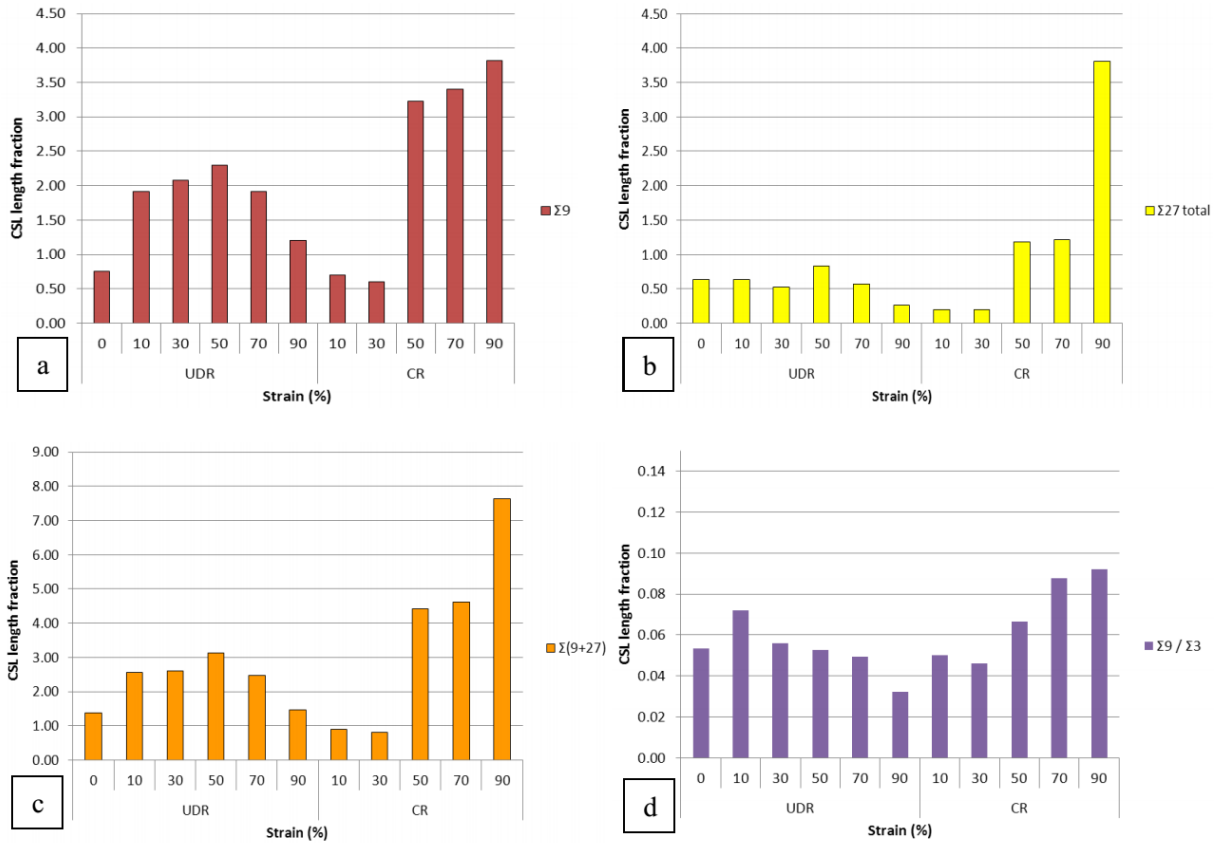 4.50
4.00
3.50
3.00
2.50
2.00
1.50
1.00
0.50
0.00
CSL length fraction
0 10 30 50 70 90 10 30 50 70 90
UDR CR
Strain (%)
Σ9
a
4.50
4.00
3.50
3.00
2.50
2.00
1.50
1.00
0.50
0.00
CSL length fraction
0 10 30 50 70 90 10 30 50 70 90
UDR CR
Strain (%)
Σ27 total
b
9.00
8.00
7.00
6.00
5.00
4.00
3.00
2.00
1.00
0.00
CSL length fraction
0 10 30 50 70 90 10 30 50 70 90
UDR CR
Strain (%)
Σ(9+27)
c
0.14
0.12
0.10
0.08
0.06
0.04
0.02
0.00
CSL length fraction
0 10 30 50 70 90 10 30 50 70 90
UDR CR
Strain (%)
Σ9 / Σ3
d